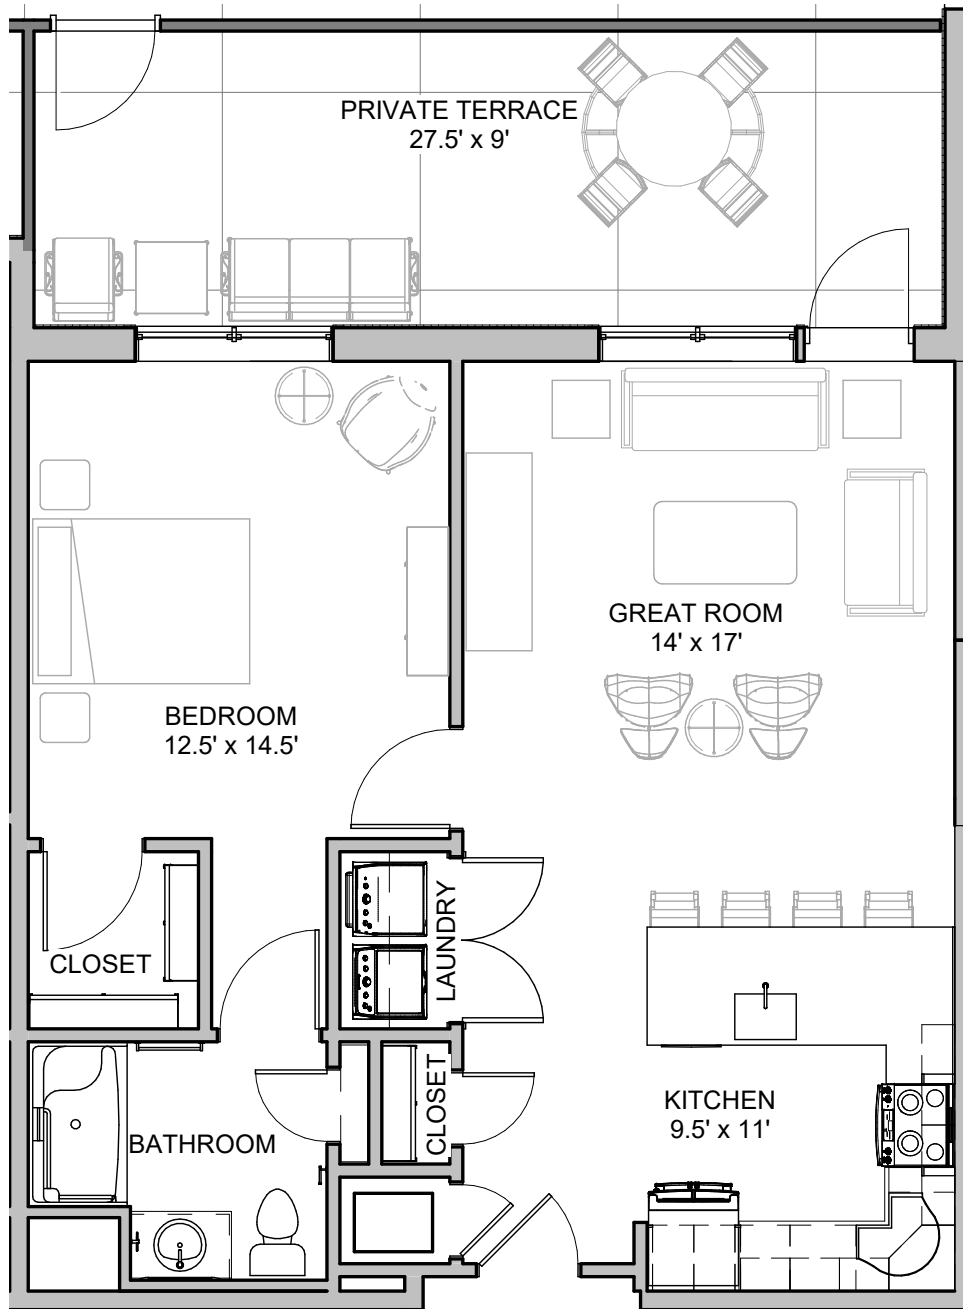 PRIVATE TERRACE
27.5' x 9'
GREAT ROOM
14' x 17'
BEDROOM
12.5' x 14.5'
CLOSET
LAUNDRY
CLOSET
KITCHEN
9.5' x 11'
BATHROOM